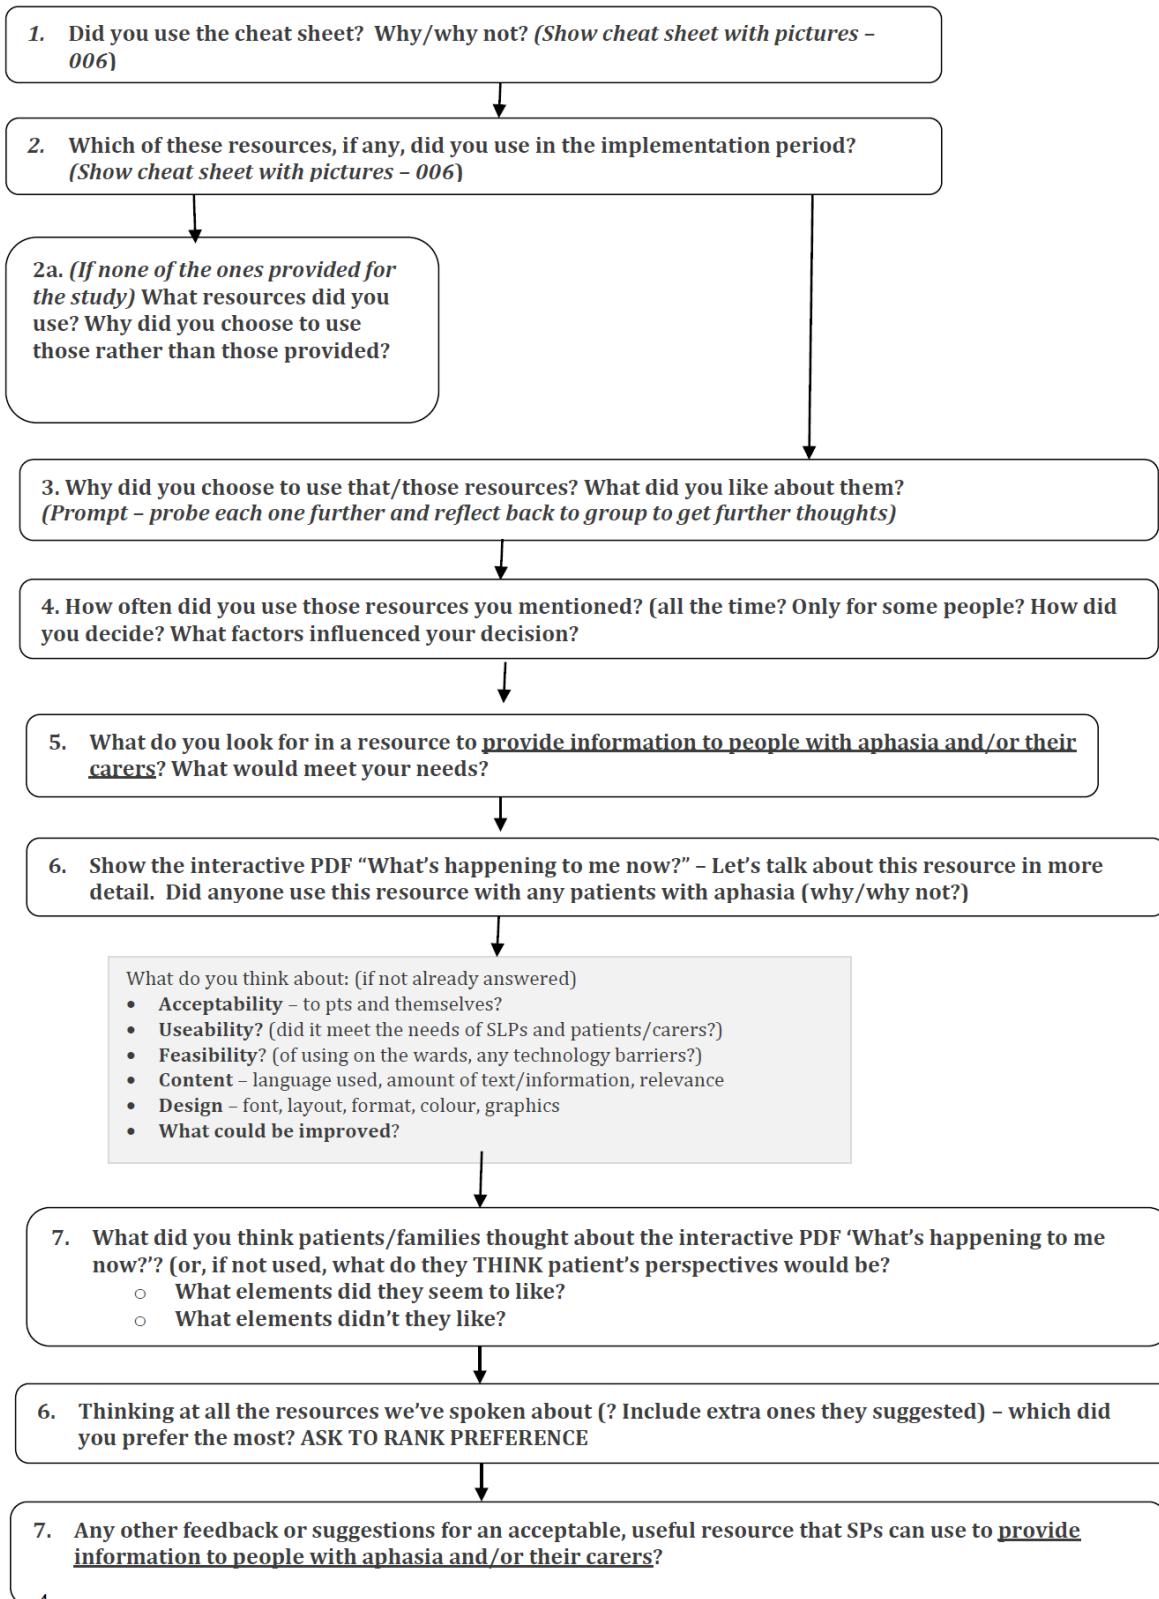 1. Did you use the cheat sheet? Why/why not? (Show cheat sheet with pictures –
006)
2. Which of these resources, if any, did you use in the implementation period?
(Show cheat sheet with pictures – 006)
2a. (If none of the ones provided for
the study) What resources did you
use? Why did you choose to use
those rather than those provided?
3. Why did you choose to use that/those resources? What did you like about them?
(Prompt – probe each one further and reflect back to group to get further thoughts)
4. How often did you use those resources you mentioned? (all the time? Only for some people? How did
you decide? What factors influenced your decision?
5. What do you look for in a resource to provide information to people with aphasia and/or their
carers? What would meet your needs?
6. Show the interactive PDF “What’s happening to me now?” – Let’s talk about this resource in more
detail. Did anyone use this resource with any patients with aphasia (why/why not?)
What do you think about: (if not already answered)
• Acceptability – to pts and themselves?
• Useability? (did it meet the needs of SLPs and patients/carers?)
• Feasibility? (of using on the wards, any technology barriers?)
• Content – language used, amount of text/information, relevance
• Design – font, layout, format, colour, graphics
• What could be improved?
7. What did you think patients/families thought about the interactive PDF ‘What’s happening to me
now?’? (or, if not used, what do they THINK patient’s perspectives would be?
o What elements did they seem to like?
o What elements didn’t they like?
6. Thinking at all the resources we’ve spoken about (? Include extra ones they suggested) – which did
you prefer the most? ASK TO RANK PREFERENCE
7. Any other feedback or suggestions for an acceptable, useful resource that SPs can use to provide
information to people with aphasia and/or their carers?